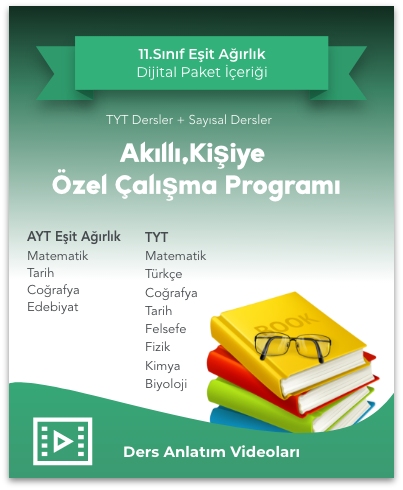 11.Sınıf Eşit Ağırlık
Dijital Paket İçeriği
TYT Dersler + Sayısal Dersler
Akıllı,Kişiye
Özel Çalışma Programı
AYT Eşit Ağırlık
Matematik
Tarih
Coğrafya
Edebiyat
TYT
Matematik
Türkçe
Coğrafya
Tarih
Felsefe
Fizik
Kimya
Biyoloji
BOOK
Ders Anlatım Videoları